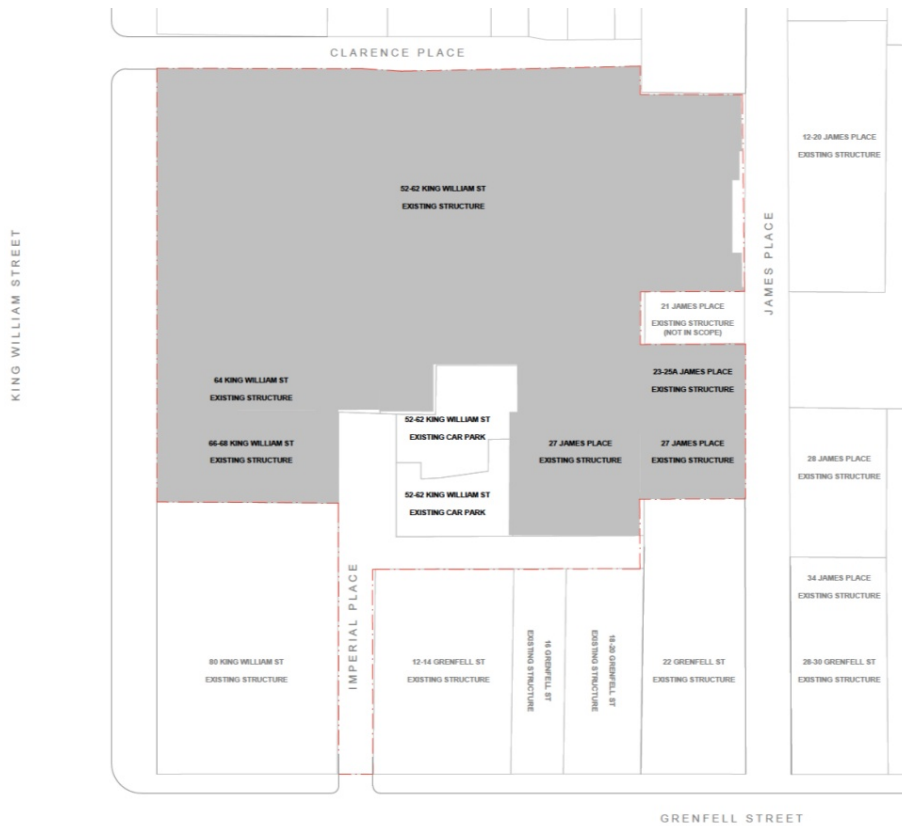 CLARENCE PLACE
KING WILLIAM STREET
JAMES PLACE
12-20 JAMES PLACE
EXISTING STRUCTURE
52-62 KING WILLIAM ST
EXISTING STRUCTURE
21 JAMES PLACE
EXISTING STRUCTURE
(NOT IN SCOPE)
64 KING WILLIAM ST
EXISTING STRUCTURE
23-25A JAMES PLACE
EXISTING STRUCTURE
52-62 KING WILLIAM ST
EXISTING CAR PARK
66-68 KING WILLIAM ST
EXISTING STRUCTURE
27 JAMES PLACE
EXISTING STRUCTURE
27 JAMES PLACE
EXISTING STRUCTURE
28 JAMES PLACE
EXISTING STRUCTURE
52-62 KING WILLIAM ST
EXISTING CAR PARK
IMPERIAL PLACE
34 JAMES PLACE
EXISTING STRUCTURE
80 KING WILLIAM ST
EXISTING STRUCTURE
12-14 GRENFELL ST
EXISTING STRUCTURE
16 GRENFELL ST
EXISTING STRUCTURE
18-20 GRENFELL ST
EXISTING STRUCTURE
22 GRENFELL ST
EXISTING STRUCTURE
28-30 GRENFELL ST
EXISTING STRUCTURE
GRENFELL STREET